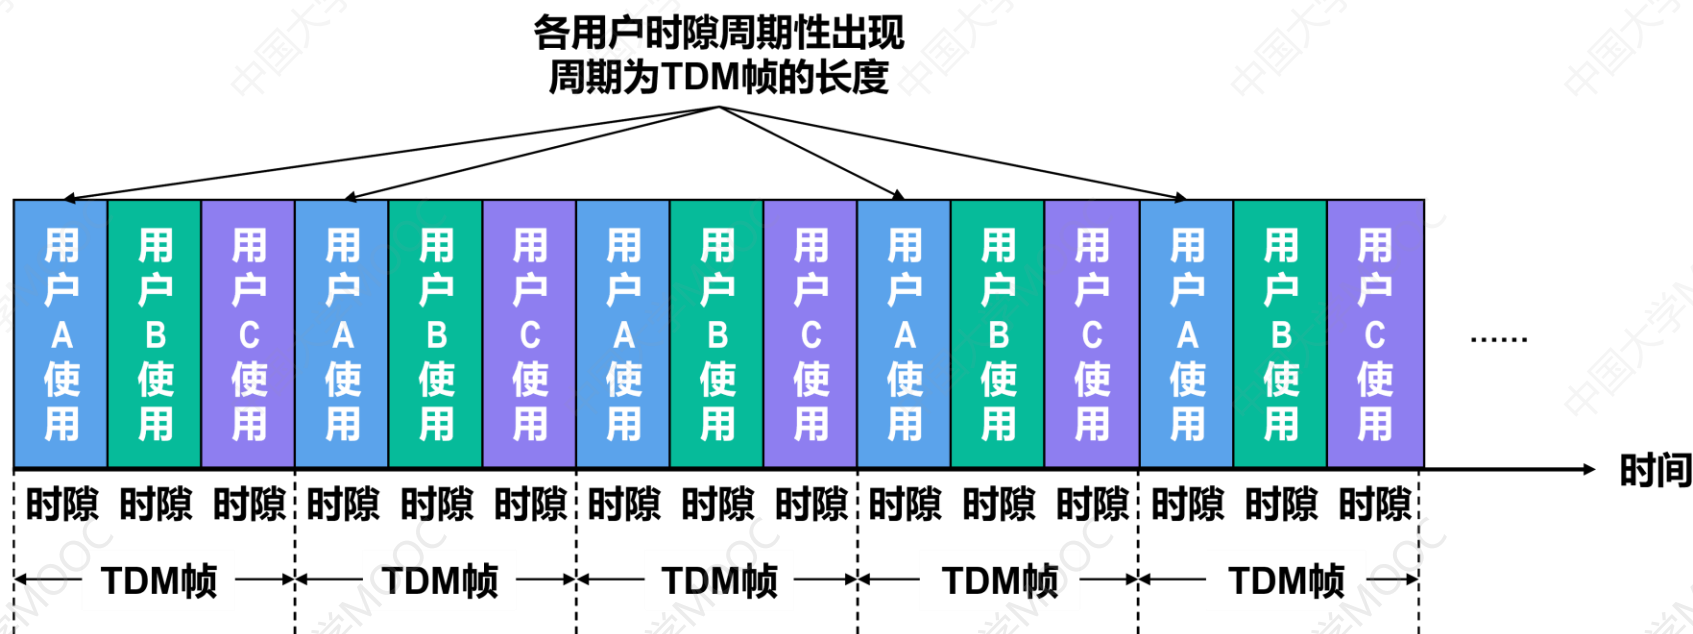 各用户时隙周期性出现
周期为TDM帧的长度
用户A使用 用户B使用 用户C使用 用户A使用 用户B使用 用户C使用 用户A使用 用户B使用 用户C使用 用户A使用 用户B使用 用户C使用 用户A使用 用户B使用 用户C使用 ......
时间
时隙 时隙 时隙 时隙 时隙 时隙 时隙 时隙 时隙 时隙 时隙 时隙 时隙 时隙 时隙
TDM帧 TDM帧 TDM帧 TDM帧 TDM帧